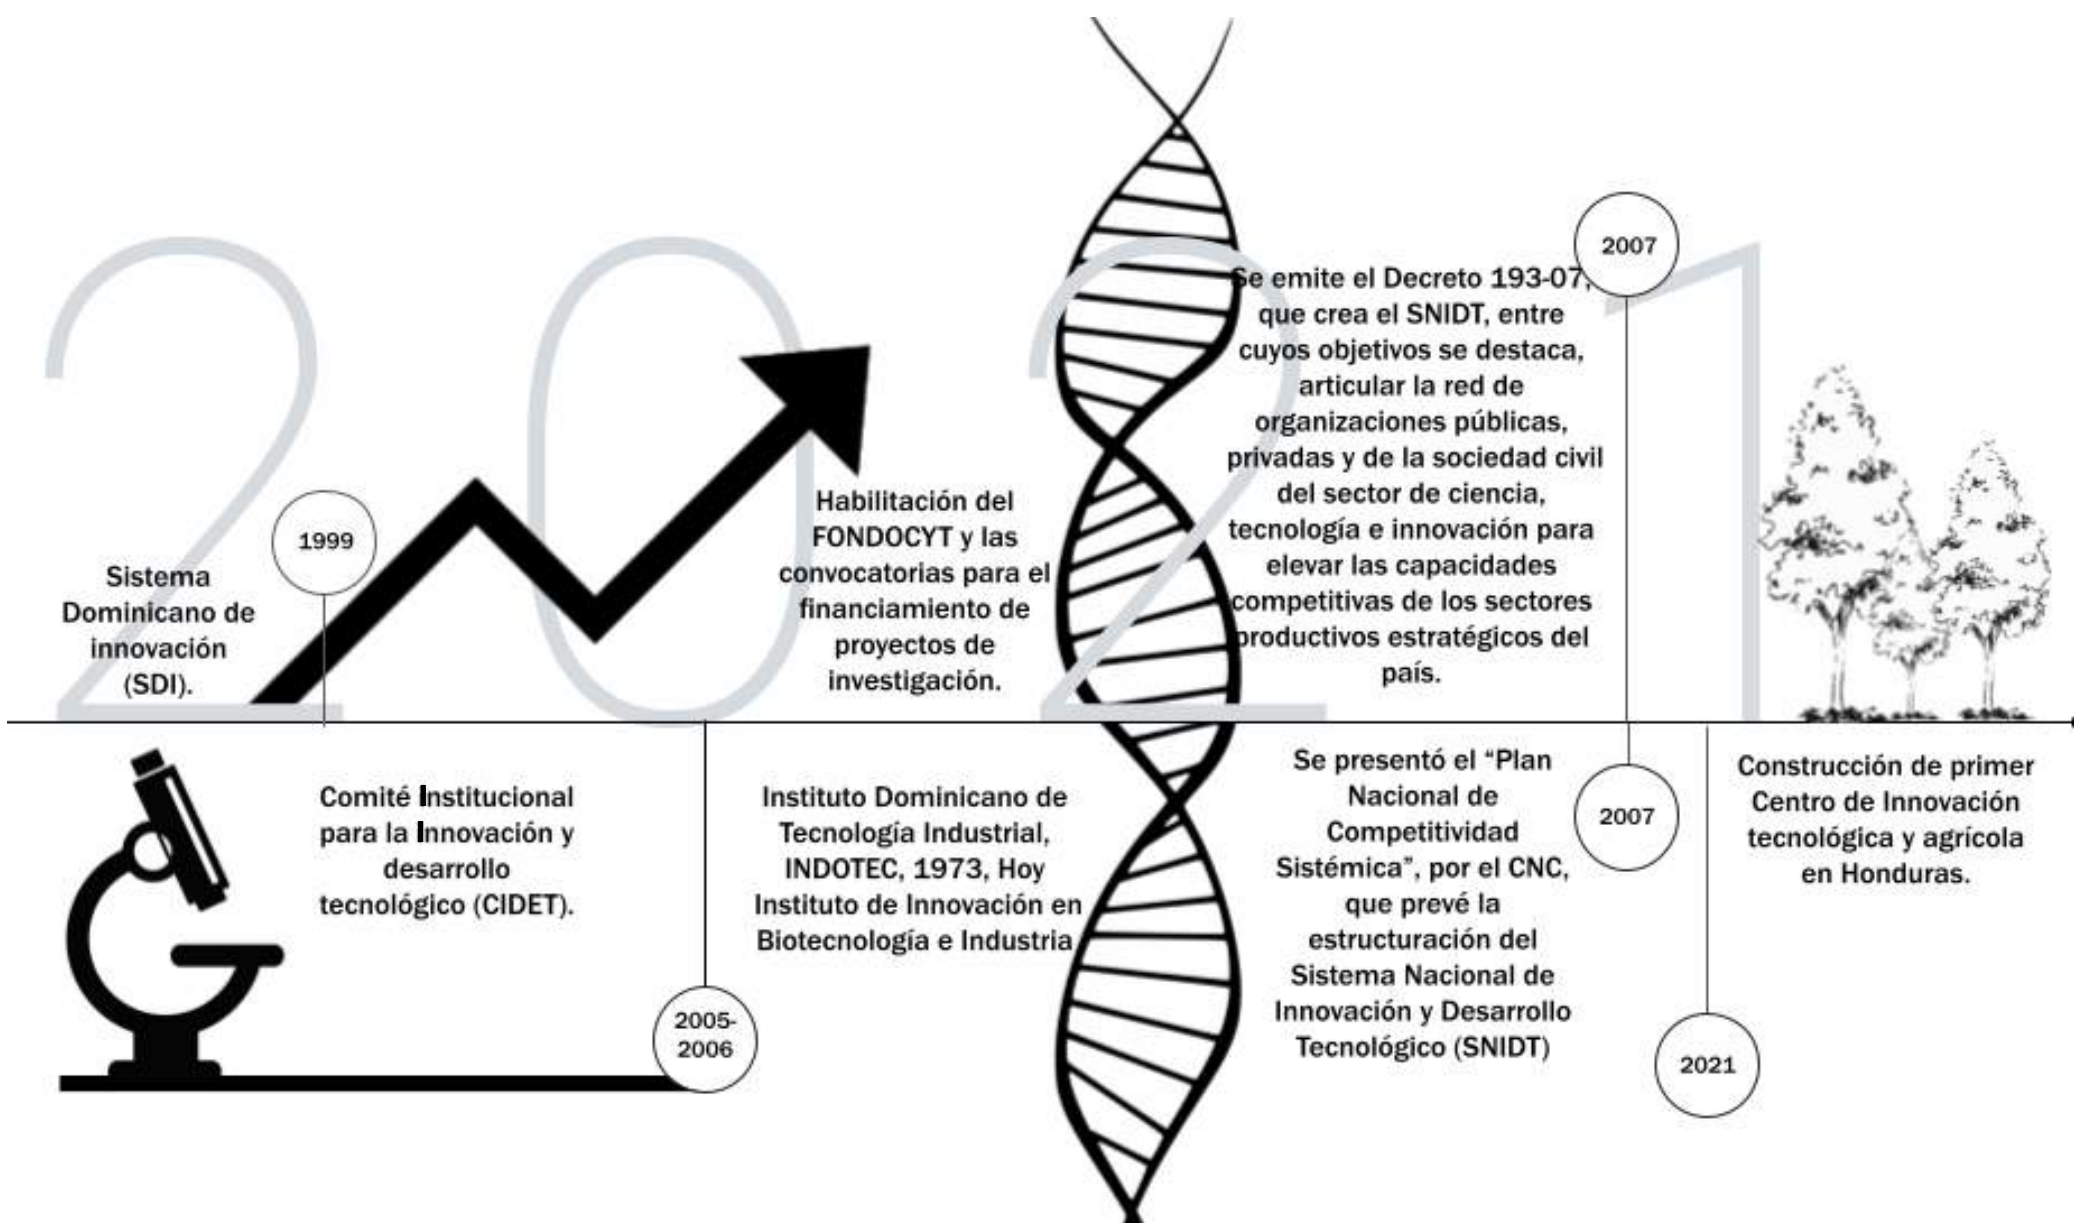 2021
1999
Sistema
Dominicano de
innovación
(SDI).
Habilitación del
FONDOCYT y las
convocatorias para el
financiamiento de
proyectos de
investigación.
2007
Se emite el Decreto 193-07,
que crea el SNIDT, entre
cuyos objetivos se destaca,
articular la red de
organizaciones públicas,
privadas y de la sociedad civil
del sector de ciencia,
tecnología e innovación para
elevar las capacidades
competitivas de los sectores
productivos estratégicos del
país.
Comité Institucional
para la Innovación y
desarrollo
tecnológico (CIDET).
2005-
2006
Instituto Dominicano de
Tecnología Industrial,
INDOTEC, 1973, Hoy
Instituto de Innovación en
Biotecnología e Industria
Se presentó el “Plan
Nacional de
Competitividad
Sistémica”, por el CNC,
que prevé la
estructuración del
Sistema Nacional de
Innovación y Desarrollo
Tecnológico (SNIDT)
2007
Construcción de primer
Centro de Innovación
tecnológica y agrícola
en Honduras.
2021